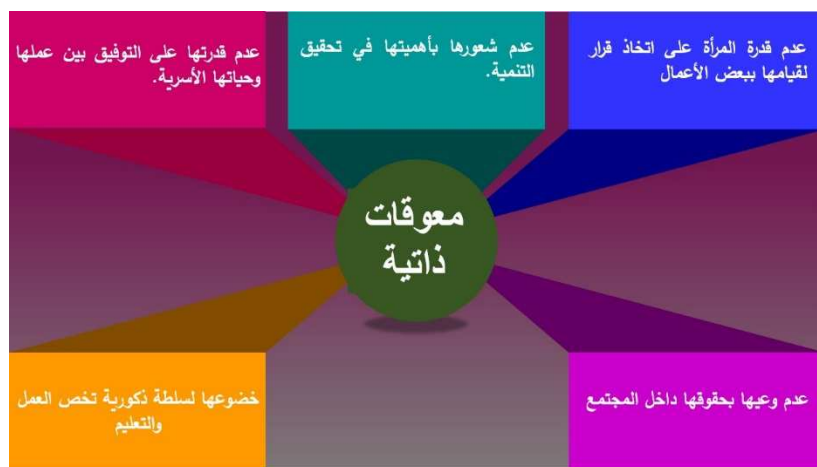 عدم قدرة المرأة على اتخاذ قرار
لقيامها ببعض الأعمال
عدم شعورها بأهميتها في تحقيق
التنمية.
عدم قدرتها على التوفيق بين عملها
وحياتها الأسرية.
معوقات
ذاتية
عدم وعيها بحقوقها داخل المجتمع
خضوعها لسلطة ذكورية تخص العمل
والتعليم